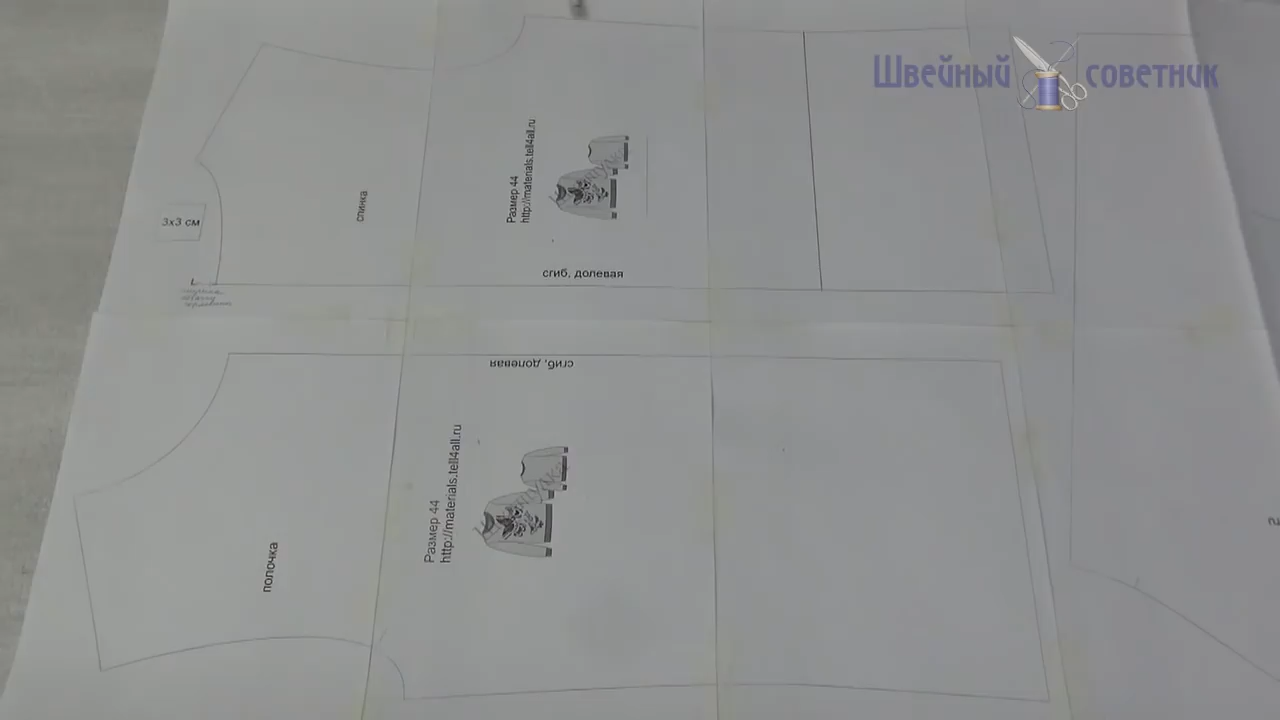 Швейный советник
3х3 см
спинка
Размер 44
http://materials.tell4all.ru
сгиб, долевая
сгиб, долевая
Размер 44
http://materials.tell4all.ru
полочка